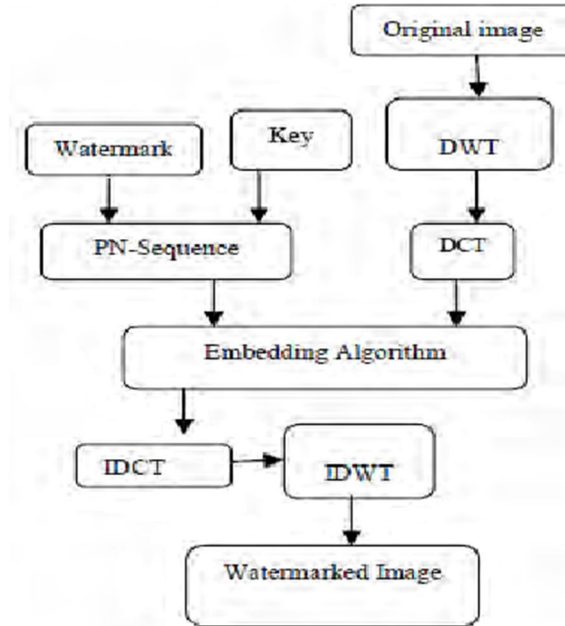 Original image
Watermark
Key
DWT
PN-Sequence
DCT
Embedding Algorithm
IDCT
IDWT
Watermarked Image